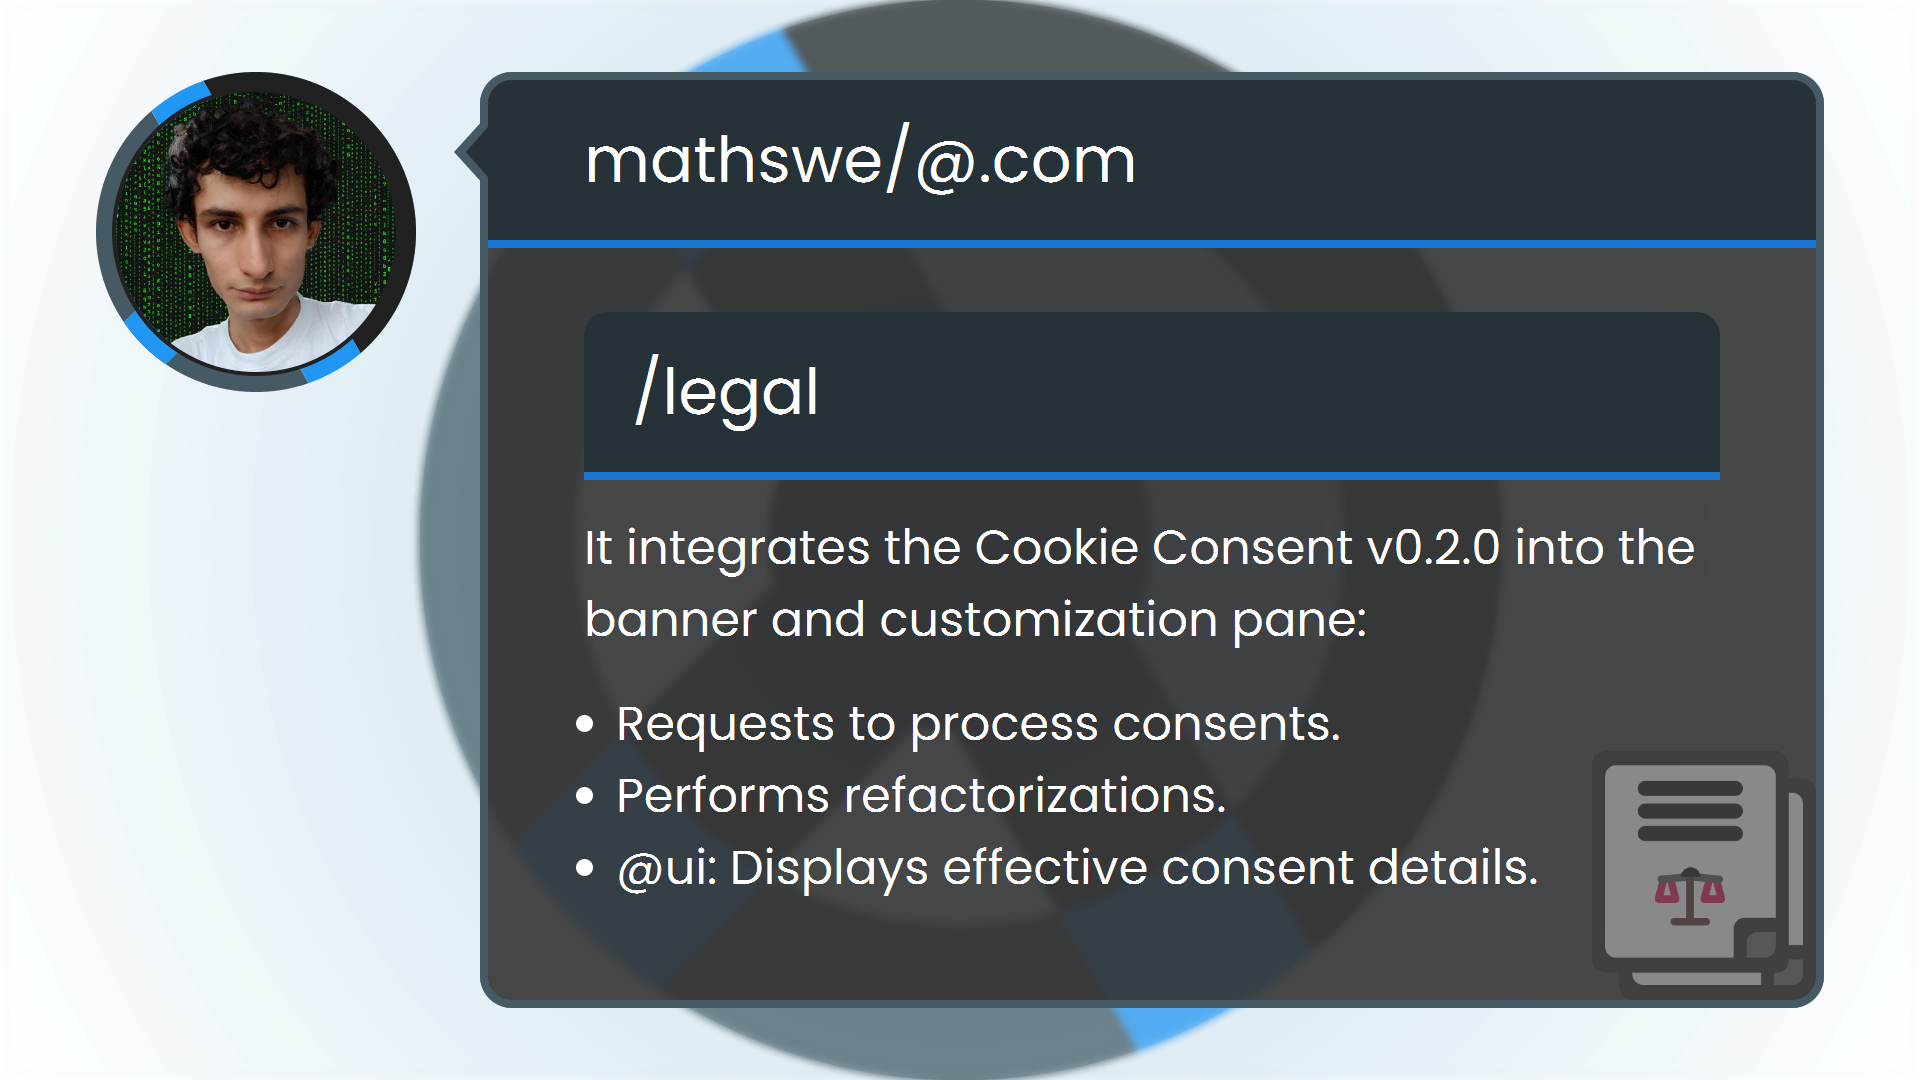 mathswe/@.com
/legal
It integrates the Cookie Consent v0.2.0 into the
banner and customization pane:
Requests to process consents.
Performs refactorizations.
@ui: Displays effective consent details.